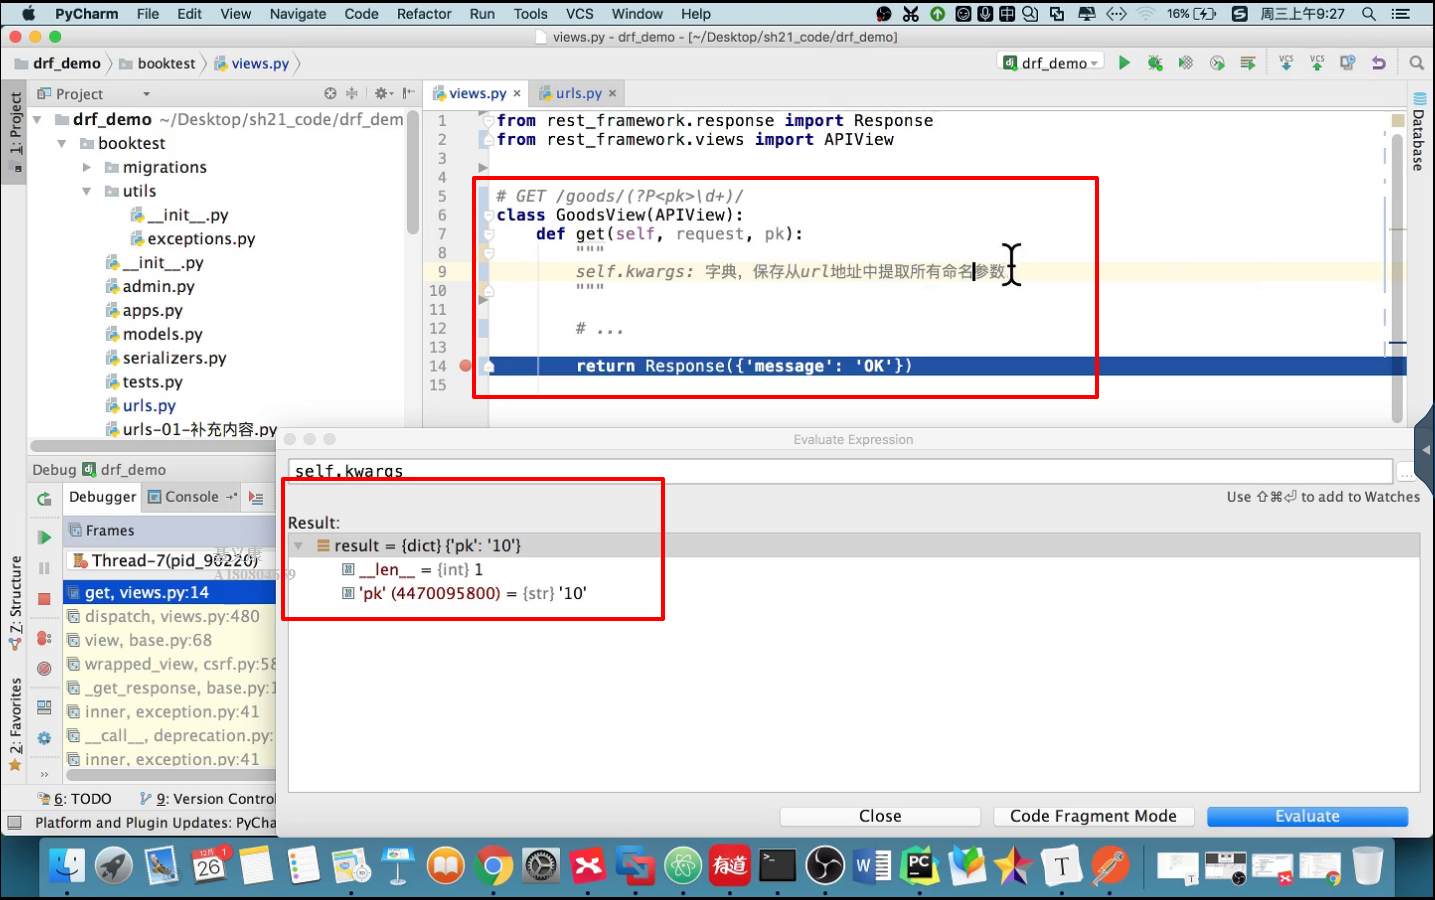 PyCharm File Edit View Navigate Code Refactor Run Tools VCS Window Help 16% 周三上午9:27
views.py - drf_demo - [~/Desktop/sh21_code/drf_demo]
drf_demo booktest views.py drf_demo VCS VCS
1: Project
Project
views.py × urls.py ×
Database
drf_demo ~/Desktop/sh21_code/drf_dem
booktest
migrations
utils
__init__.py
exceptions.py
__init__.py
admin.py
apps.py
models.py
serializers.py
tests.py
urls.py
urls-01-补充内容.py
1 from rest_framework.response import Response
2 from rest_framework.views import APIView
3
4
5 # GET /goods/(?P<pk>\d+)/
6 class GoodsView(APIView):
7 def get(self, request, pk):
8 """
9 self.kwargs: 字典，保存从url地址中提取所有命名参数
10 """
11
12 # ...
13
14 return Response({'message': 'OK'})
15
Debug drf_demo
Debugger Console
Frames
Thread-7(pid_90220)
get, views.py:14
dispatch, views.py:480
view, base.py:68
wrapped_view, csrf.py:58
_get_response, base.py:1
inner, exception.py:41
__call__, deprecation.py:
inner, exception.py:41
7: Structure
2: Favorites
Evaluate Expression
self.kwargs
...
Use ⇧⌘⏎ to add to Watches
Result:
result = {dict} {'pk': '10'}
__len__ = {int} 1
'pk' (4470095800) = {str} '10'
Close Code Fragment Mode Evaluate
6: TODO 9: Version Control
Platform and Plugin Updates: PyCha
12月 26 1 有道 W PC T